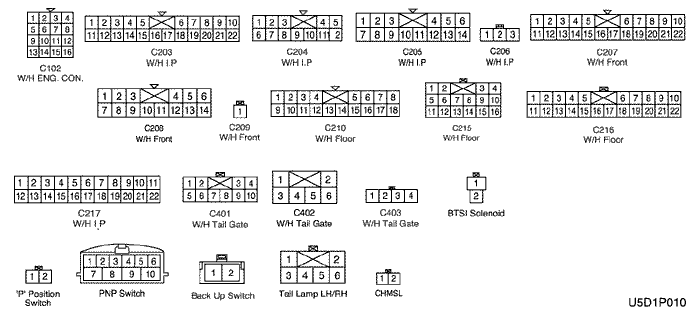 1 2 3 4
5 6 7 8
9 10 11 12
13 14 15 16
C102
W/H ENG. CON.
1 2 3 4 5 6 7 8 9 10
11 12 13 14 15 16 17 18 19 20 21 22
C203
W/H I.P
1 2 3 4
6 7 8 9 10 11 2
C204
W/H I.P
1 2 3 4 5 6
7 8 9 10 11 12 13 14
C205
W/H I.P
1 2 3
C206
W/H I.P
1 2 3 4 5 6 7 8 9 10
11 12 13 14 15 16 17 18 19 20 21 22
C207
W/H Front
1 2 3 4 5 6
7 8 9 10 11 12 13 14
C208
W/H Front
1
C209
W/H Front
1 2 3 4 5 6 7 8
9 10 11 12 13 14 15 16 17 18
C210
W/H Floor
1 2 3 4
5 6 7 8 9 10
11 12 13 14 15 16
C215
W/H Floor
1 2 3 4 5 6 7 8 9 10
11 12 13 14 15 16 17 18 19 20 21 22
C216
W/H Floor
1 2 3 4 5 6 7 8 9 10 11
12 13 14 15 16 17 18 19 20 21 22
C217
W/H I.P
1 2 3 4
5 6 7 8 9 10
C401
W/H Tail Gate
1 2
3 4 5 6
C402
W/H Tail Gate
1 2 3 4
C403
W/H Tail Gate
1
2
BTSI Solenoid
1 2
'P' Position
Switch
1 2 3 4 5 6
7 8 9 10
PNP Switch
1 2
Back Up Switch
1 2
3 4 5 6
Tail Lamp LH/RH
1 2
CHMSL
U5D1P010